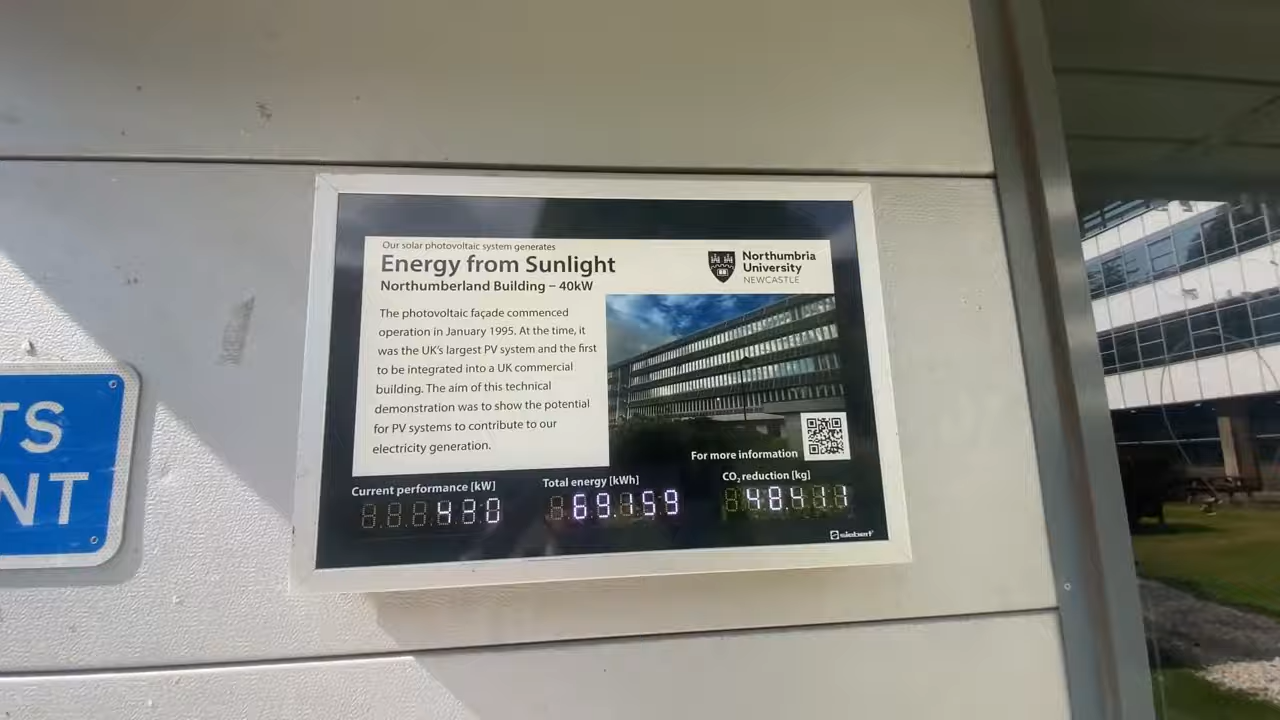 Our solar photovoltaic system generates
Energy from Sunlight
Northumberland Building – 40kW
Northumbria
University
NEWCASTLE
The photovoltaic façade commenced
operation in January 1995. At the time, it
was the UK's largest PV system and the first
to be integrated into a UK commercial
building. The aim of this technical
demonstration was to show the potential
for PV systems to contribute to our
electricity generation.
For more information
Current performance [kW]
Total energy [kWh]
69159
CO₂ reduction [kg]
48411
siebert
TS
NT